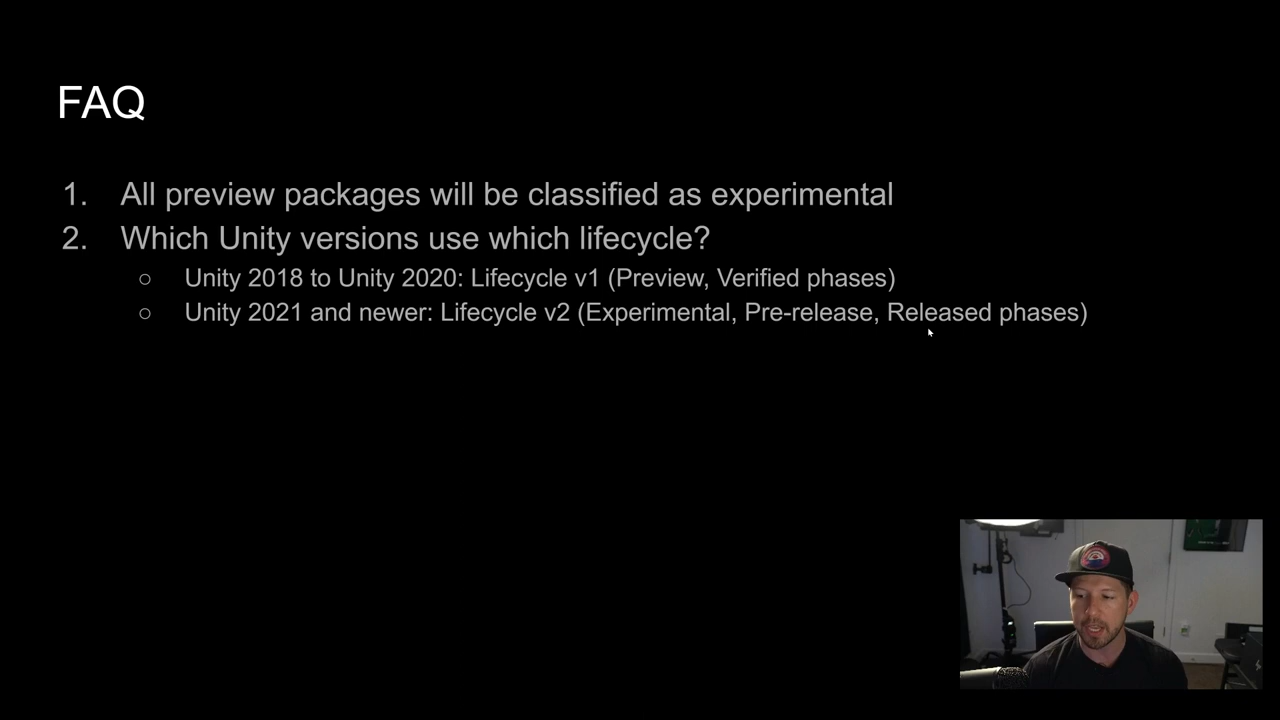 FAQ
1. All preview packages will be classified as experimental
2. Which Unity versions use which lifecycle?
○ Unity 2018 to Unity 2020: Lifecycle v1 (Preview, Verified phases)
○ Unity 2021 and newer: Lifecycle v2 (Experimental, Pre-release, Released phases)